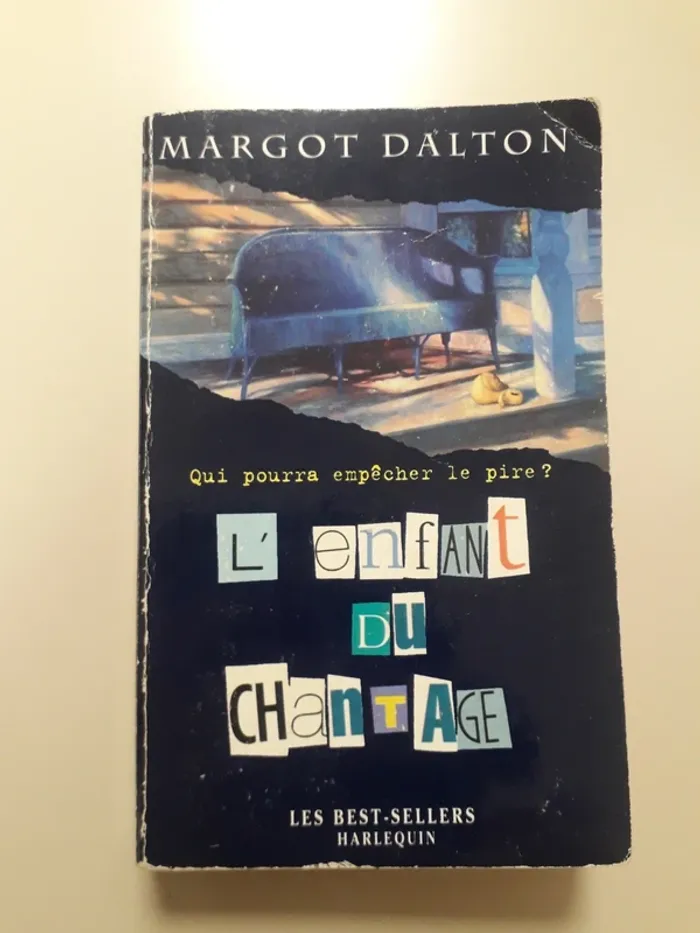 MARGOT DALTON
Qui pourra empêcher le pire ?
L' enfANt
DU
CHanTAGE
LES BEST-SELLERS
HARLEQUIN